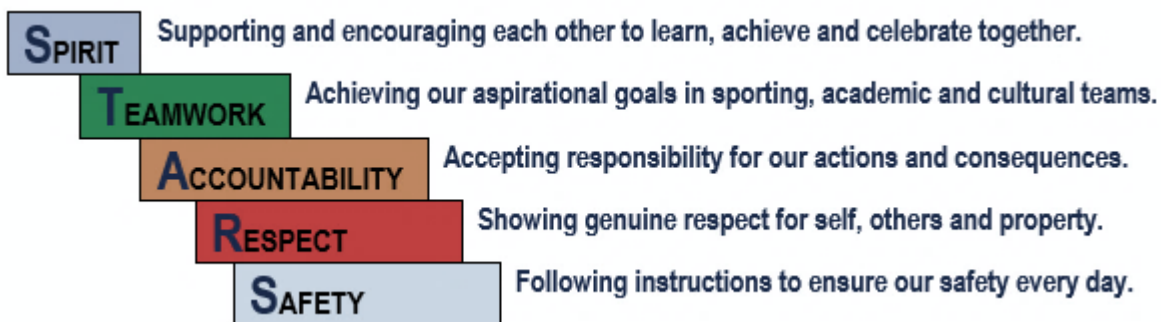 SPIRIT Supporting and encouraging each other to learn, achieve and celebrate together.
TEAMWORK Achieving our aspirational goals in sporting, academic and cultural teams.
ACCOUNTABILITY Accepting responsibility for our actions and consequences.
RESPECT Showing genuine respect for self, others and property.
SAFETY Following instructions to ensure our safety every day.